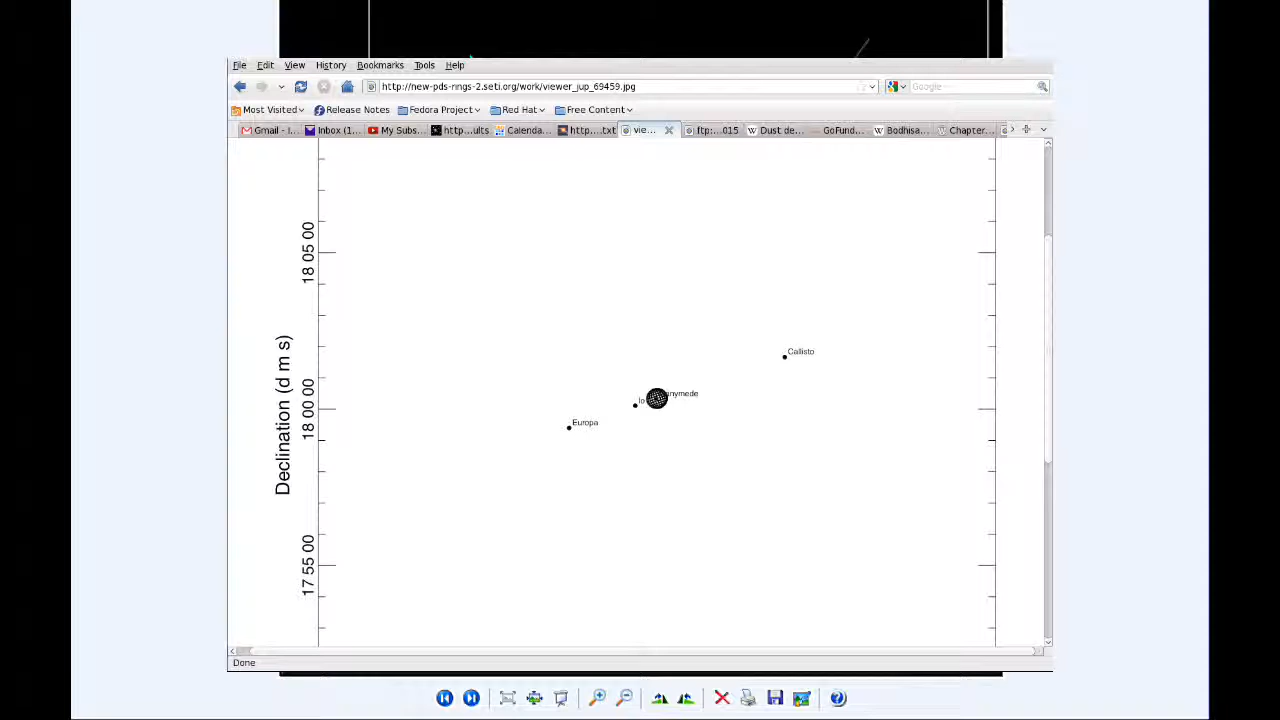 File Edit View History Bookmarks Tools Help
http://new-pds-rings-2.seti.org/work/viewer_jup_69459.jpg
Google
Most Visited Release Notes Fedora Project Red Hat Free Content
Gmail - I... Inbox (1... My Subs... http...ults Calenda... http....txt vie... ftp:...015 Dust de... GoFund... Bodhisa... Chapter...
18 05 00
Callisto
Declination (d m s)
Io
18 00 00
Europa
17 55 00
Done